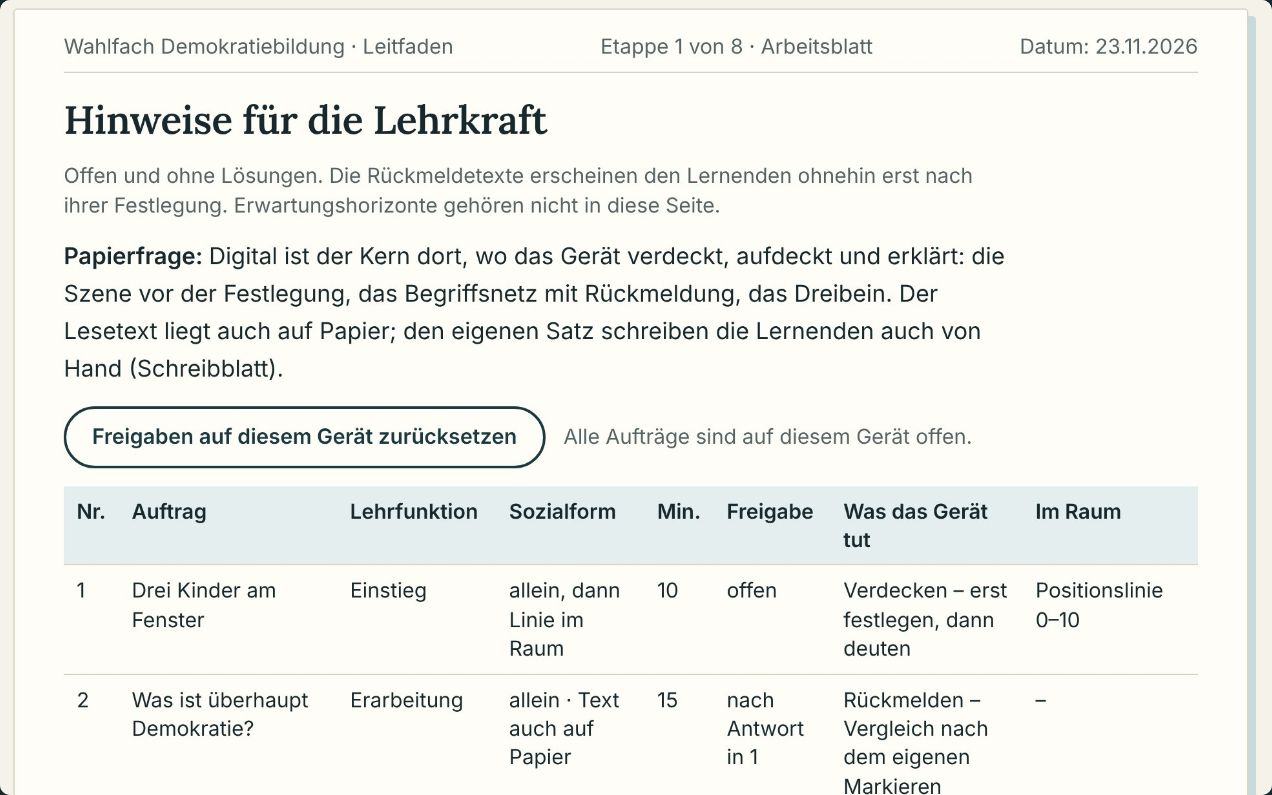 Wahlfach Demokratiebildung · Leitfaden
Etappe 1 von 8 · Arbeitsblatt
Datum: 23.11.2026
Hinweise für die Lehrkraft
Offen und ohne Lösungen. Die Rückmeldetexte erscheinen den Lernenden ohnehin erst nach
ihrer Festlegung. Erwartungshorizonte gehören nicht in diese Seite.
Papierfrage: Digital ist der Kern dort, wo das Gerät verdeckt, aufdeckt und erklärt: die
Szene vor der Festlegung, das Begriffsnetz mit Rückmeldung, das Dreibein. Der
Lesetext liegt auch auf Papier; den eigenen Satz schreiben die Lernenden auch von
Hand (Schreibblatt).
Freigaben auf diesem Gerät zurücksetzen
Alle Aufträge sind auf diesem Gerät offen.
Nr.
Auftrag
Lehrfunktion
Sozialform
Min.
Freigabe
Was das Gerät
tut
Im Raum
1
Drei Kinder am
Fenster
Einstieg
allein, dann
Linie im
Raum
10
offen
Verdecken – erst
festlegen, dann
deuten
Positionslinie
0–10
2
Was ist überhaupt
Demokratie?
Erarbeitung
allein · Text
auch auf
Papier
15
nach
Antwort
in 1
Rückmelden –
Vergleich nach
dem eigenen
Markieren
–